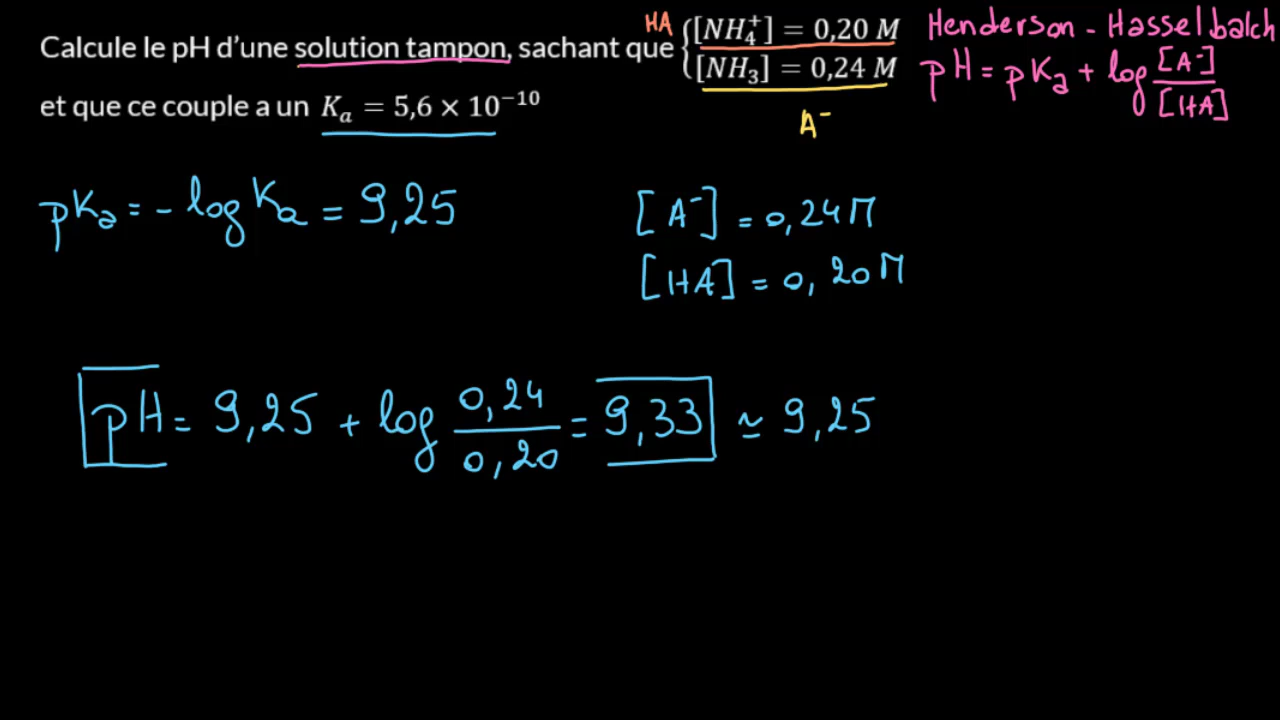 Calcule le pH d'une solution tampon, sachant que { [NH₄⁺] = 0,20 M
[NH₃] = 0,24 M
et que ce couple a un Kₐ = 5,6 × 10⁻¹⁰
HA
A⁻
Henderson - Hasselbalch
pH = pKa + log [A⁻]/[HA]
pKa = - log Ka = 9,25
[A⁻] = 0,24 M
[HA] = 0,20 M
pH = 9,25 + log 0,24/0,20 = 9,33 ≃ 9,25